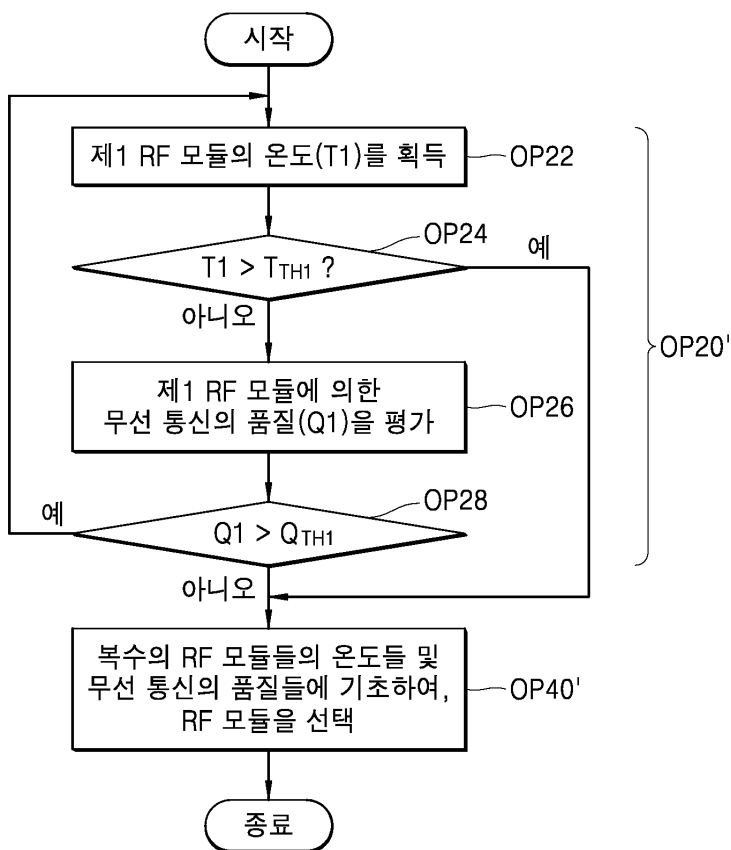 시작
제1 RF 모듈의 온도(T1)를 획득
OP22
OP24
T1 > TTH1 ?
예
아니오
OP20'
제1 RF 모듈에 의한
무선 통신의 품질(Q1)을 평가
OP26
OP28
예
Q1 > QTH1
아니오
복수의 RF 모듈들의 온도들 및
무선 통신의 품질들에 기초하여,
RF 모듈을 선택
OP40'
종료